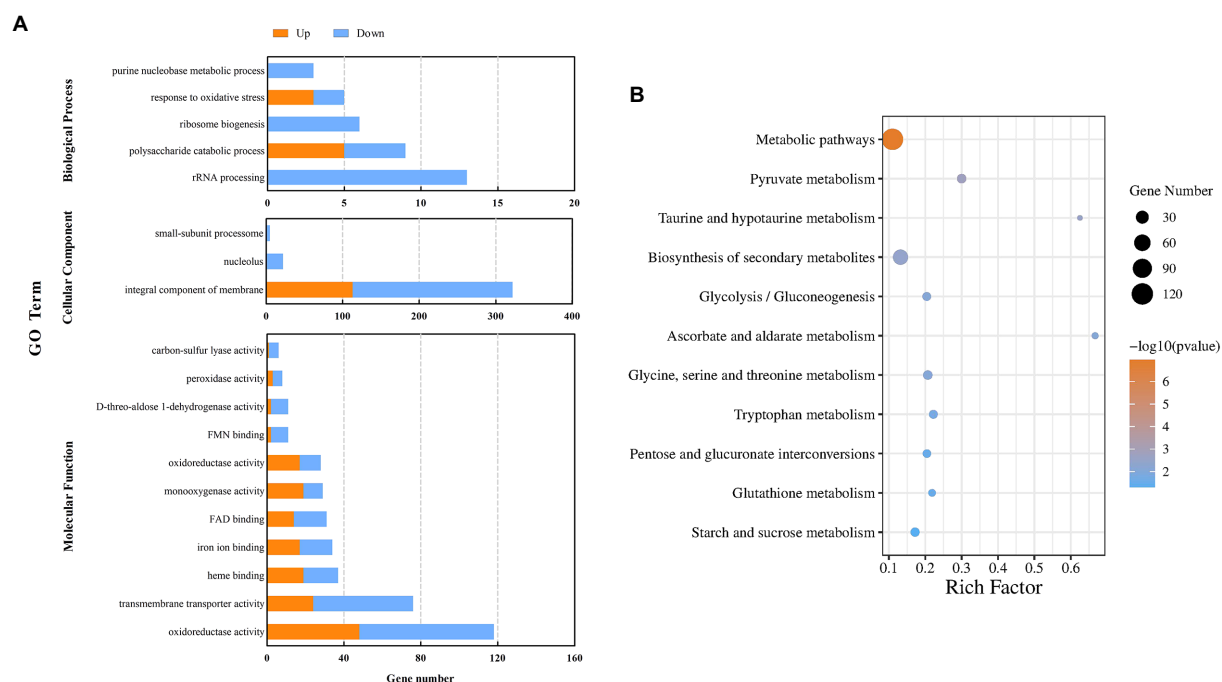 A
Up Down
GO Term
Biological Process
purine nucleobase metabolic process
response to oxidative stress
ribosome biogenesis
polysaccharide catabolic process
rRNA processing
0 5 10 15 20
Cellular Component
small-subunit processome
nucleolus
integral component of membrane
0 100 200 300 400
Molecular Function
carbon-sulfur lyase activity
peroxidase activity
D-threo-aldose 1-dehydrogenase activity
FMN binding
oxidoreductase activity
monooxygenase activity
FAD binding
iron ion binding
heme binding
transmembrane transporter activity
oxidoreductase activity
0 40 80 120 160
Gene number
B
Metabolic pathways
Pyruvate metabolism
Taurine and hypotaurine metabolism
Biosynthesis of secondary metabolites
Glycolysis / Gluconeogenesis
Ascorbate and aldarate metabolism
Glycine, serine and threonine metabolism
Tryptophan metabolism
Pentose and glucuronate interconversions
Glutathione metabolism
Starch and sucrose metabolism
0.1 0.2 0.3 0.4 0.5 0.6
Rich Factor
Gene Number
30
60
90
120
−log10(pvalue)
6
5
4
3
2